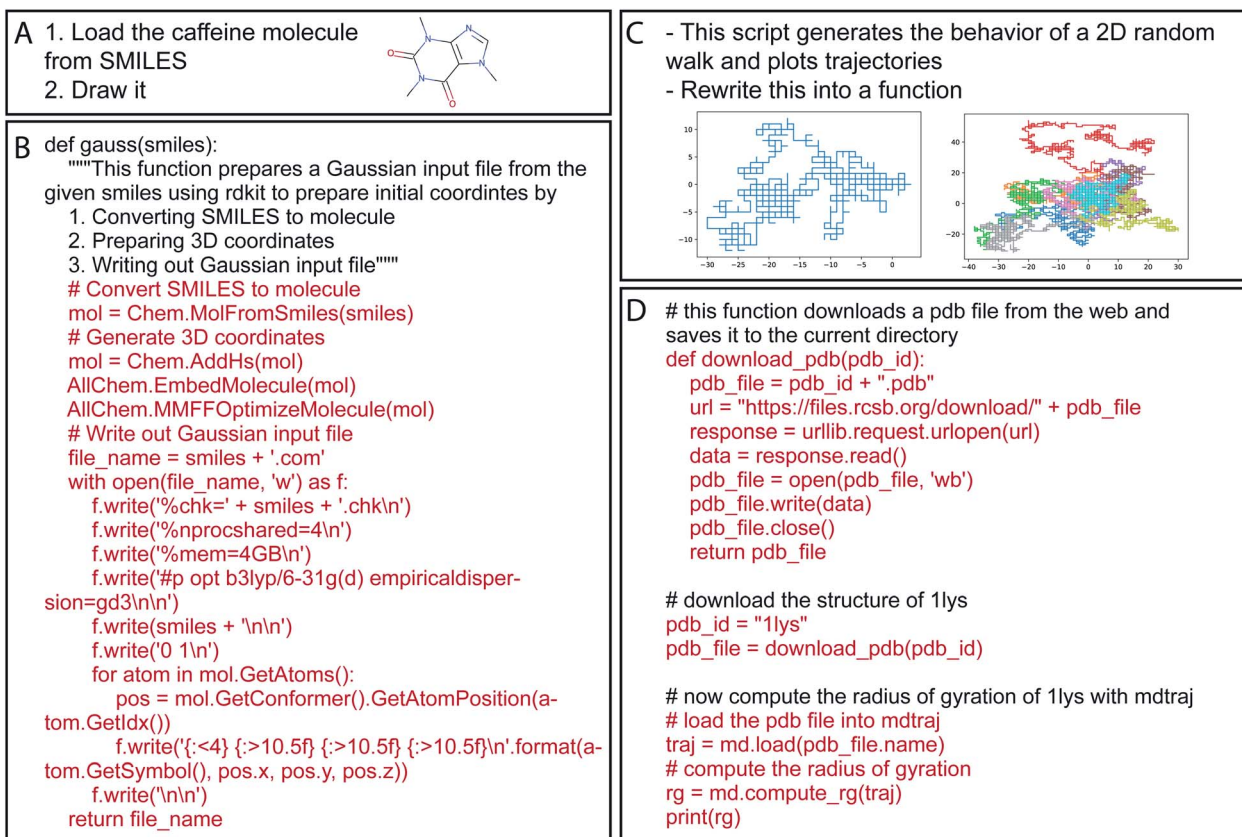 A 1. Load the caffeine molecule
from SMILES
2. Draw it
N
N
N
N
O
O
B def gauss(smiles):
"""This function prepares a Gaussian input file from the
given smiles using rdkit to prepare initial coordintes by
1. Converting SMILES to molecule
2. Preparing 3D coordinates
3. Writing out Gaussian input file"""
# Convert SMILES to molecule
mol = Chem.MolFromSmiles(smiles)
# Generate 3D coordinates
mol = Chem.AddHs(mol)
AllChem.EmbedMolecule(mol)
AllChem.MMFFOptimizeMolecule(mol)
# Write out Gaussian input file
file_name = smiles + '.com'
with open(file_name, 'w') as f:
f.write('%chk=' + smiles + '.chk\n')
f.write('%nprocshared=4\n')
f.write('%mem=4GB\n')
f.write('#p opt b3lyp/6-31g(d) empiricaldisper-
sion=gd3\n\n')
f.write(smiles + '\n\n')
f.write('0 1\n')
for atom in mol.GetAtoms():
pos = mol.GetConformer().GetAtomPosition(a-
tom.GetIdx())
f.write('{:<4} {:>10.5f} {:>10.5f} {:>10.5f}\n'.format(a-
tom.GetSymbol(), pos.x, pos.y, pos.z))
f.write('\n\n')
return file_name
C - This script generates the behavior of a 2D random
walk and plots trajectories
- Rewrite this into a function
10
5
0
−5
−10
−30 −25 −20 −15 −10 −5 0
40
20
0
−20
−40 −30 −20 −10 0 10 20 30
D # this function downloads a pdb file from the web and
saves it to the current directory
def download_pdb(pdb_id):
pdb_file = pdb_id + ".pdb"
url = "https://files.rcsb.org/download/" + pdb_file
response = urllib.request.urlopen(url)
data = response.read()
pdb_file = open(pdb_file, 'wb')
pdb_file.write(data)
pdb_file.close()
return pdb_file
# download the structure of 1lys
pdb_id = "1lys"
pdb_file = download_pdb(pdb_id)
# now compute the radius of gyration of 1lys with mdtraj
# load the pdb file into mdtraj
traj = md.load(pdb_file.name)
# compute the radius of gyration
rg = md.compute_rg(traj)
print(rg)